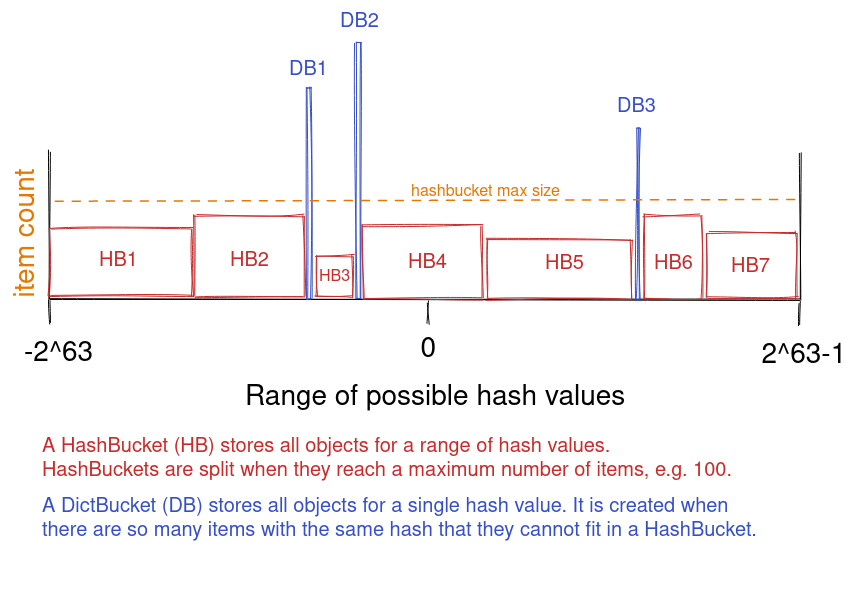 DB2
DB1
DB3
hashbucket max size
item count
HB1
HB2
HB3
HB4
HB5
HB6
HB7
-2^63
0
2^63-1
Range of possible hash values
A HashBucket (HB) stores all objects for a range of hash values.
HashBuckets are split when they reach a maximum number of items, e.g. 100.
A DictBucket (DB) stores all objects for a single hash value. It is created when
there are so many items with the same hash that they cannot fit in a HashBucket.